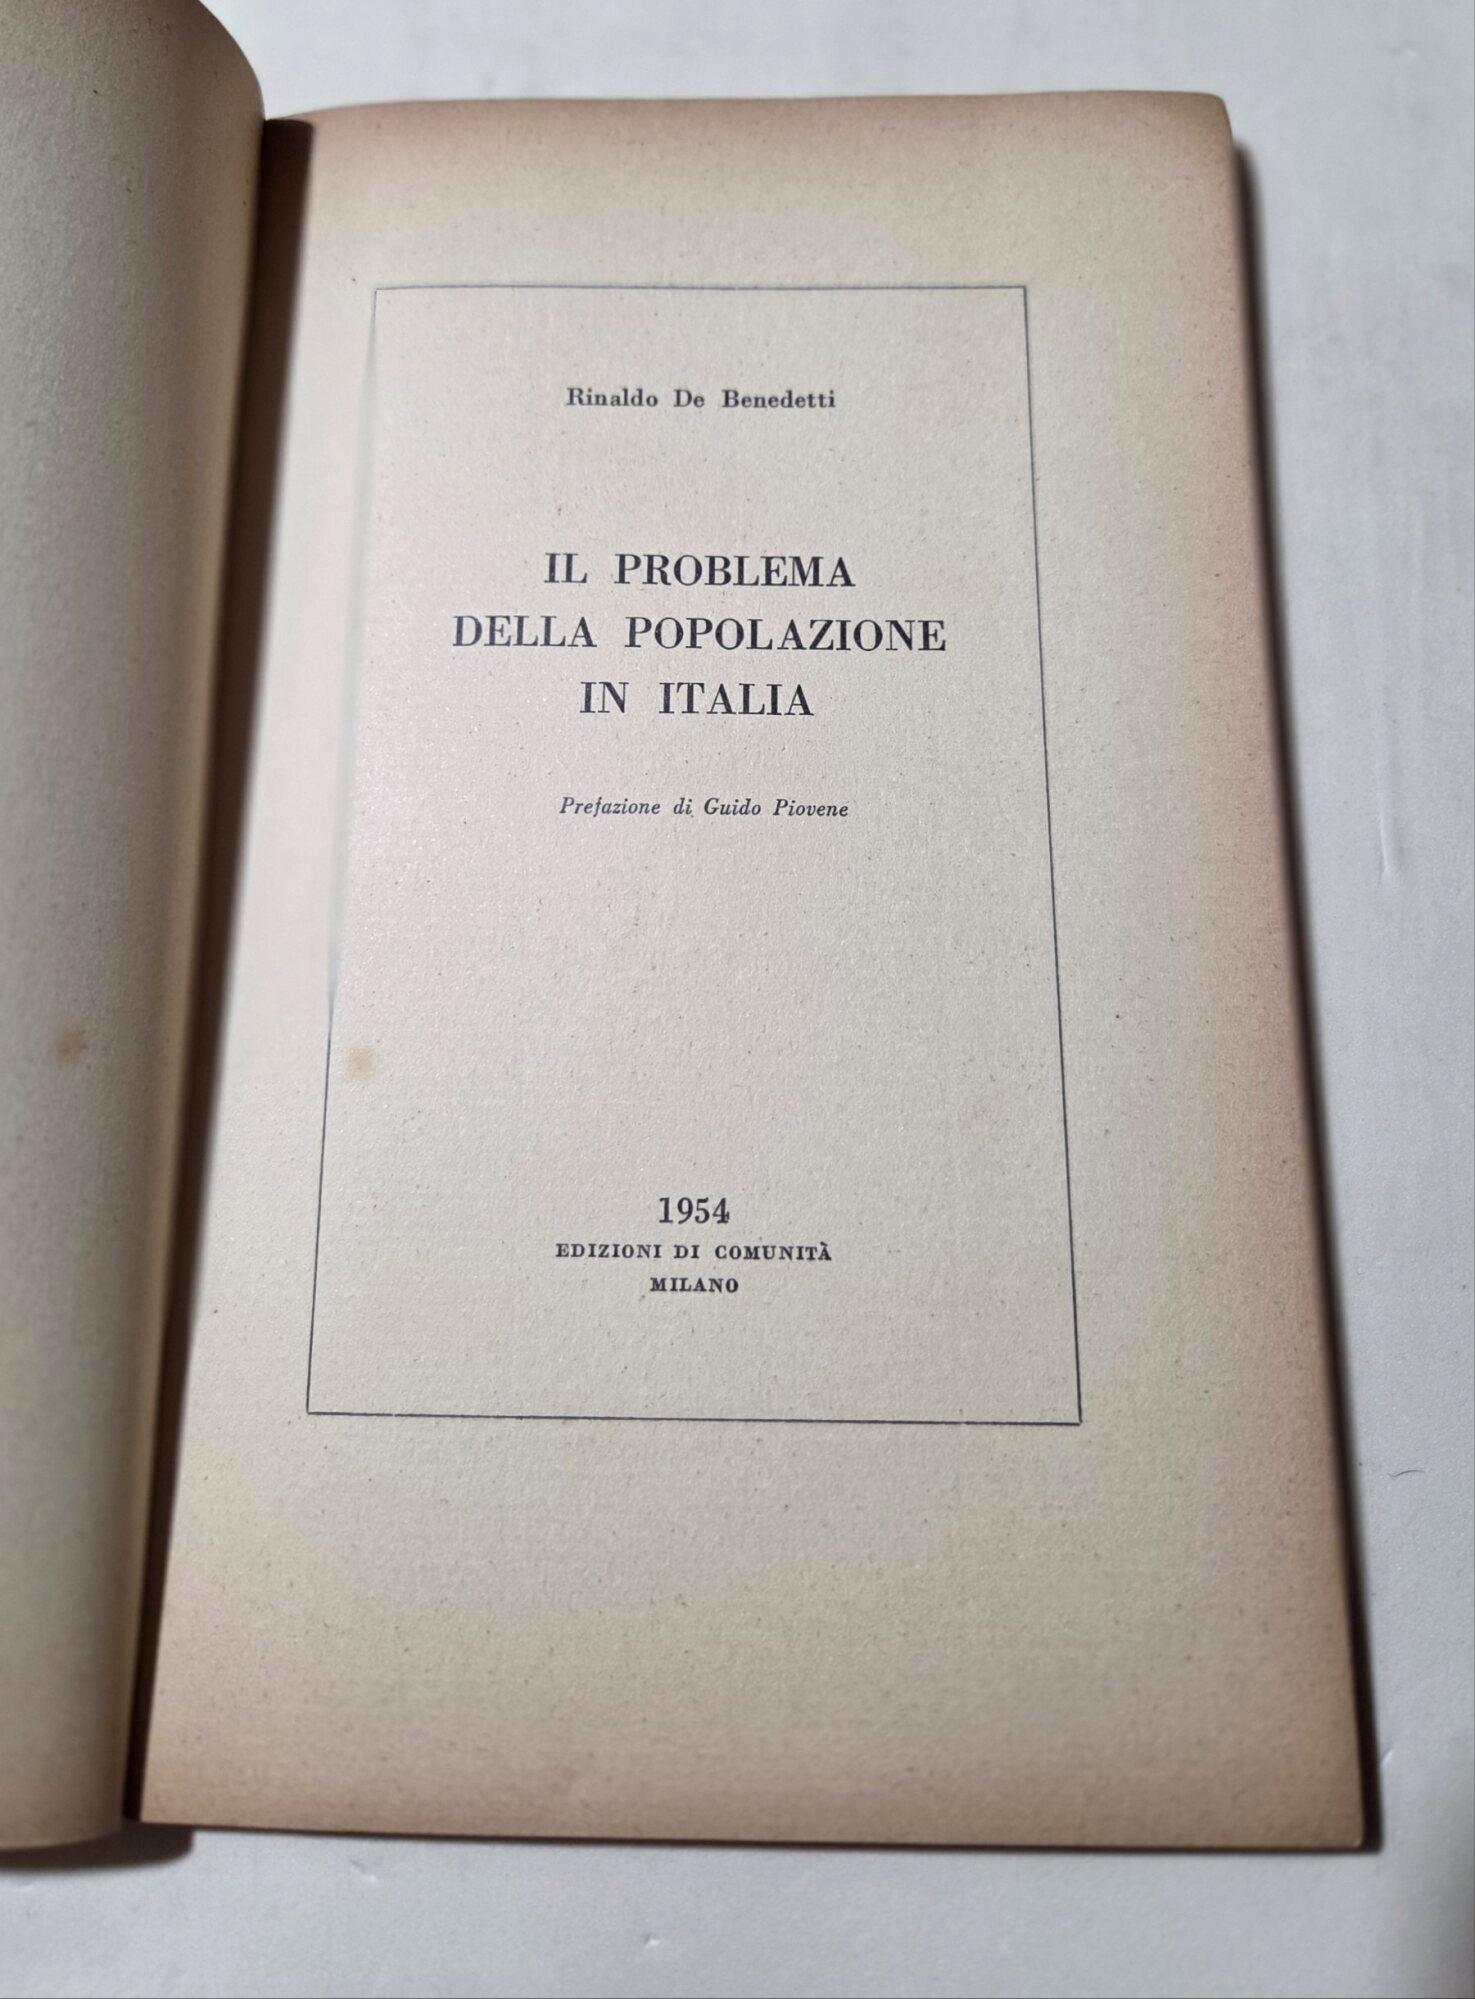 Rinaldo De Benedetti
IL PROBLEMA
DELLA POPOLAZIONE
IN ITALIA
Prefazione di Guido Piovene
1954
EDIZIONI DI COMUNITÀ
MILANO